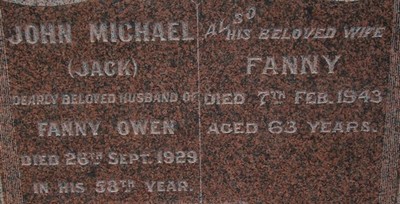 JOHN MICHAEL
(JACK)
DEARLY BELOVED HUSBAND OF
FANNY OWEN
DIED 26TH SEPT. 1929
IN HIS 58TH YEAR.
ALSO
HIS BELOVED WIFE
FANNY
DIED 7TH FEB. 1943
AGED 63 YEARS.